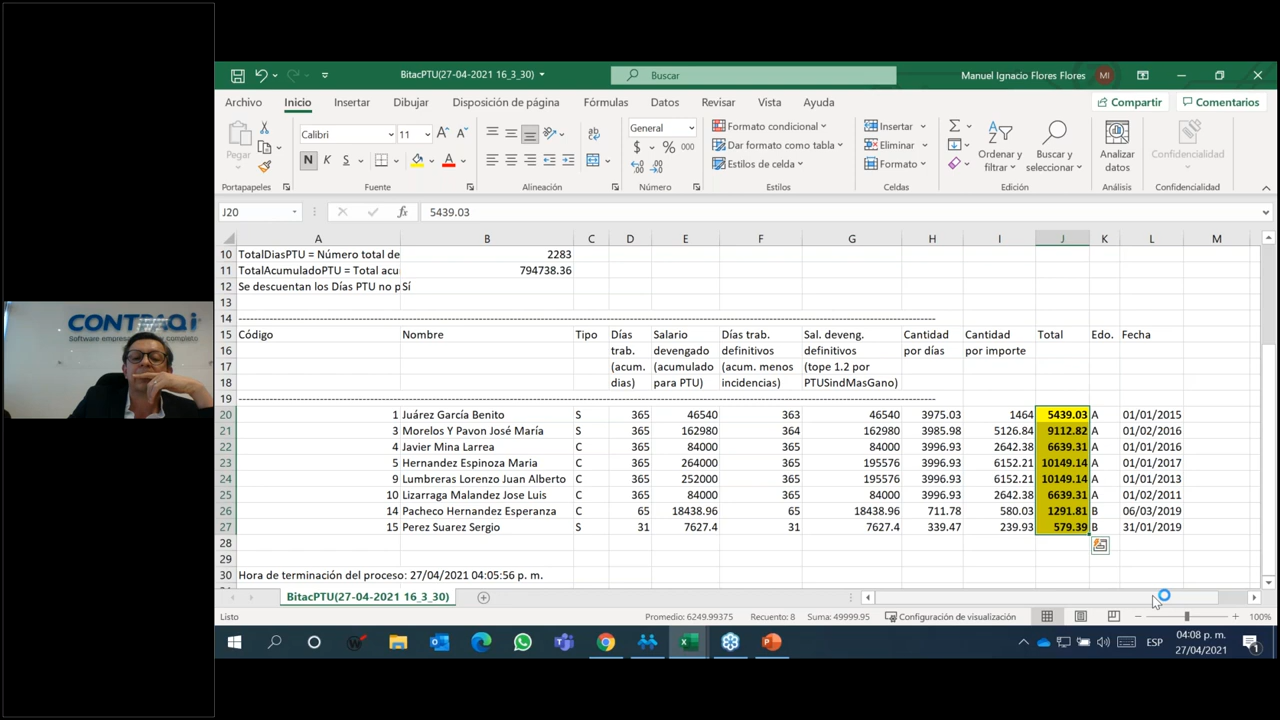 BitacPTU(27-04-2021 16_3_30)
Buscar
Manuel Ignacio Flores Flores MI
Archivo Inicio Insertar Dibujar Disposición de página Fórmulas Datos Revisar Vista Ayuda Compartir Comentarios
Pegar
Calibri 11
N K S
General
$ % 000
Formato condicional
Dar formato como tabla
Estilos de celda
Insertar
Eliminar
Formato
Ordenar y filtrar
Buscar y seleccionar
Analizar datos
Confidencialidad
Portapapeles Fuente Alineación Número Estilos Celdas Edición Análisis Confidencialidad
J20 fx 5439.03
A B C D E F G H I J K L M
10 TotalDiasPTU = Número total de 2283
11 TotalAcumuladoPTU = Total acu 794738.36
12 Se descuentan los Días PTU no p Sí
13
14 --------------------------------------------------------------------------------
15 Código Nombre Tipo Días Salario Días trab. Sal. deveng. Cantidad Cantidad Total Edo. Fecha
16 trab. devengado definitivos definitivos por días por importe
17 (acum. (acumulado (acum. menos (tope 1.2 por
18 dias) para PTU) incidencias) PTUSindMasGano)
19 --------------------------------------------------------------------------------
20 1 Juárez García Benito S 365 46540 363 46540 3975.03 1464 5439.03 A 01/01/2015
21 3 Morelos Y Pavon José María S 365 162980 364 162980 3985.98 5126.84 9112.82 A 01/02/2016
22 4 Javier Mina Larrea C 365 84000 365 84000 3996.93 2642.38 6639.31 A 01/01/2016
23 5 Hernandez Espinoza Maria C 365 264000 365 195576 3996.93 6152.21 10149.14 A 01/01/2017
24 9 Lumbreras Lorenzo Juan Alberto C 365 252000 365 195576 3996.93 6152.21 10149.14 A 01/01/2013
25 10 Lizarraga Malandez Jose Luis C 365 84000 365 84000 3996.93 2642.38 6639.31 A 01/02/2011
26 14 Pacheco Hernandez Esperanza C 65 18438.96 65 18438.96 711.78 580.03 1291.81 B 06/03/2019
27 15 Perez Suarez Sergio S 31 7627.4 31 7627.4 339.47 239.93 579.39 B 31/01/2019
28
29
30 Hora de terminación del proceso: 27/04/2021 04:05:56 p. m.
BitacPTU(27-04-2021 16_3_30)
Listo Promedio: 6249.99375 Recuento: 8 Suma: 49999.95 Configuración de visualización 100%
ESP 04:08 p. m.
27/04/2021
CONTPAQi